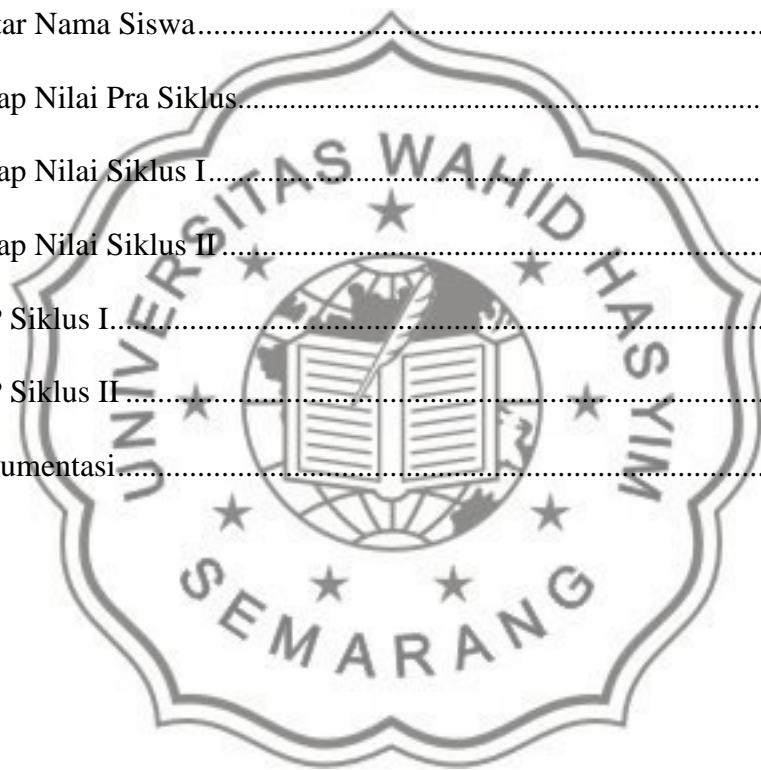 tar Nama Siswa
ap Nilai Pra Siklus
ap Nilai Siklus I
ap Nilai Siklus II
P Siklus I
P Siklus II
umentasi
UNIVERSITAS WAHID HASYIM
SEMARANG